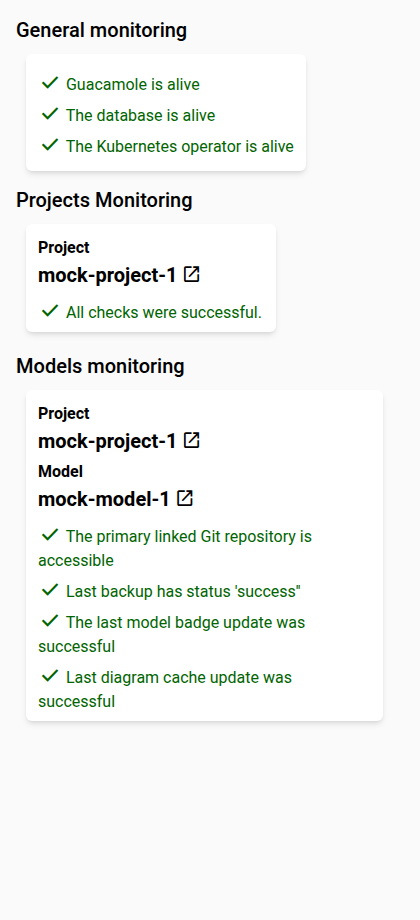 General monitoring
Guacamole is alive
The database is alive
The Kubernetes operator is alive
Projects Monitoring
Project
mock-project-1
All checks were successful.
Models monitoring
Project
mock-project-1
Model
mock-model-1
The primary linked Git repository is
accessible
Last backup has status 'success"
The last model badge update was
successful
Last diagram cache update was
successful